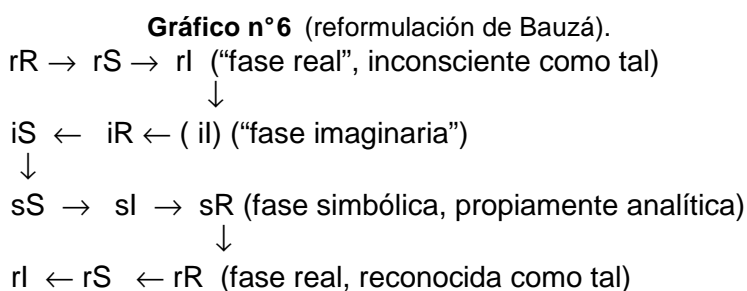 Gráfico n°6 (reformulación de Bauzá).
rR → rS → rI (“fase real”, inconsciente como tal)
↓
iS ← iR ← ( iI) (“fase imaginaria”)
↓
sS → sI → sR (fase simbólica, propiamente analítica)
↓
rI ← rS ← rR (fase real, reconocida como tal)